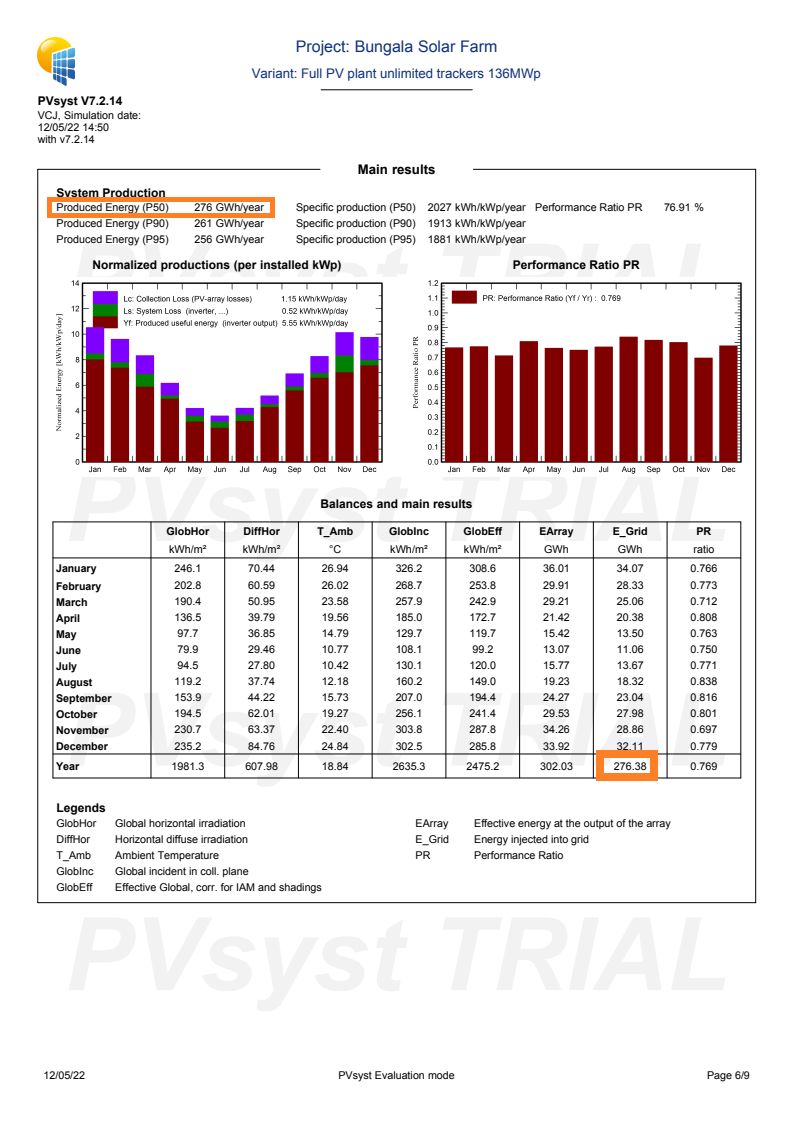 Project: Bungala Solar Farm
Variant: Full PV plant unlimited trackers 136MWp
PVsyst V7.2.14
VCJ, Simulation date:
12/05/22 14:50
with v7.2.14
Main results
System Production
Produced Energy (P50) 276 GWh/year Specific production (P50) 2027 kWh/kWp/year Performance Ratio PR 76.91 %
Produced Energy (P90) 261 GWh/year Specific production (P90) 1913 kWh/kWp/year
Produced Energy (P95) 256 GWh/year Specific production (P95) 1881 kWh/kWp/year
PVsyst TRIAL
Normalized productions (per installed kWp)
Lc: Collection Loss (PV-array losses) 1.15 kWh/kWp/day
Ls: System Loss (inverter, ...) 0.52 kWh/kWp/day
Yf: Produced useful energy (inverter output) 5.55 kWh/kWp/day
Normalized Energy [kWh/kWp/day]
14
12
10
8
6
4
2
0
Jan Feb Mar Apr May Jun Jul Aug Sep Oct Nov Dec
Performance Ratio PR
PR: Performance Ratio (Yf / Yr) : 0.769
Performance Ratio PR
1.2
1.1
1.0
0.9
0.8
0.7
0.6
0.5
0.4
0.3
0.2
0.1
0.0
Jan Feb Mar Apr May Jun Jul Aug Sep Oct Nov Dec
PVsyst TRIAL
Balances and main results
GlobHor DiffHor T_Amb GlobInc GlobEff EArray E_Grid PR
kWh/m² kWh/m² °C kWh/m² kWh/m² GWh GWh ratio
January 246.1 70.44 26.94 326.2 308.6 36.01 34.07 0.766
February 202.8 60.59 26.02 268.7 253.8 29.91 28.33 0.773
March 190.4 50.95 23.58 257.9 242.9 29.21 25.06 0.712
April 136.5 39.79 19.56 185.0 172.7 21.42 20.38 0.808
May 97.7 36.85 14.79 129.7 119.7 15.42 13.50 0.763
June 79.9 29.46 10.77 108.1 99.2 13.07 11.06 0.750
July 94.5 27.80 10.42 130.1 120.0 15.77 13.67 0.771
August 119.2 37.74 12.18 160.2 149.0 19.23 18.32 0.838
September 153.9 44.22 15.73 207.0 194.4 24.27 23.04 0.816
October 194.5 62.01 19.27 256.1 241.4 29.53 27.98 0.801
November 230.7 63.37 22.40 303.8 287.8 34.26 28.86 0.697
December 235.2 84.76 24.84 302.5 285.8 33.92 32.11 0.779
Year 1981.3 607.98 18.84 2635.3 2475.2 302.03 276.38 0.769
PVsyst TRIAL
Legends
GlobHor Global horizontal irradiation
DiffHor Horizontal diffuse irradiation
T_Amb Ambient Temperature
GlobInc Global incident in coll. plane
GlobEff Effective Global, corr. for IAM and shadings
EArray Effective energy at the output of the array
E_Grid Energy injected into grid
PR Performance Ratio
PVsyst TRIAL
12/05/22 PVsyst Evaluation mode Page 6/9